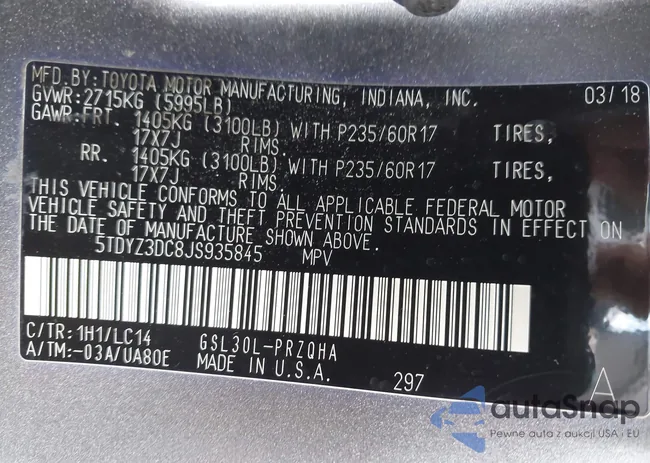 MFD.BY:TOYOTA MOTOR MANUFACTURING, INDIANA, INC. 03/18
GVWR:2715KG (5995LB)
GAWR:FRT. 1405KG (3100LB) WITH P235/60R17 TIRES,
17X7J RIMS.
RR. 1405KG (3100LB) WITH P235/60R17 TIRES,
17X7J RIMS.
THIS VEHICLE CONFORMS TO ALL APPLICABLE FEDERAL MOTOR
VEHICLE SAFETY AND THEFT PREVENTION STANDARDS IN EFFECT ON
THE DATE OF MANUFACTURE SHOWN ABOVE.
5TDYZ3DC8JS935845 MPV
C/TR:1H1/LC14 GSL30L-PRZQHA
A/TM:-03A/UA80E MADE IN U.S.A. 297 A
autaSnap
Pewne auta z aukcji USA i EU